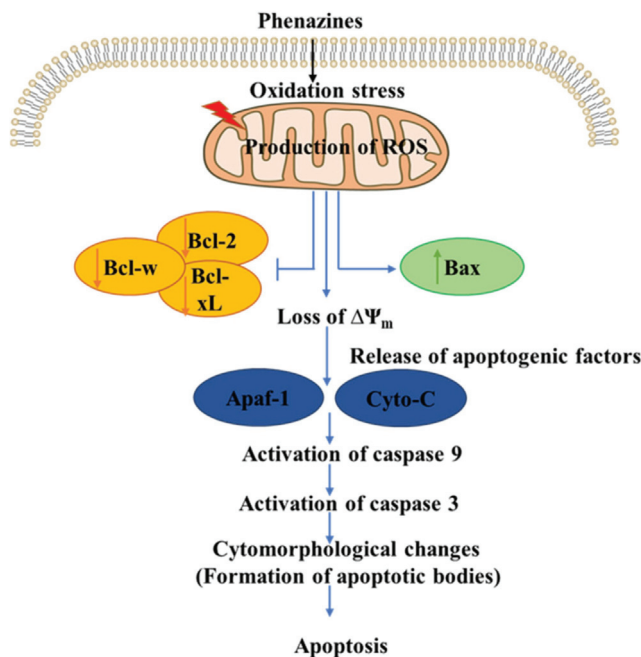 Phenazines
Oxidation stress
Production of ROS
Bcl-2
Bcl-w
Bcl-
xL
Bax
Loss of ΔΨm
Release of apoptogenic factors
Apaf-1
Cyto-C
Activation of caspase 9
Activation of caspase 3
Cytomorphological changes
(Formation of apoptotic bodies)
Apoptosis